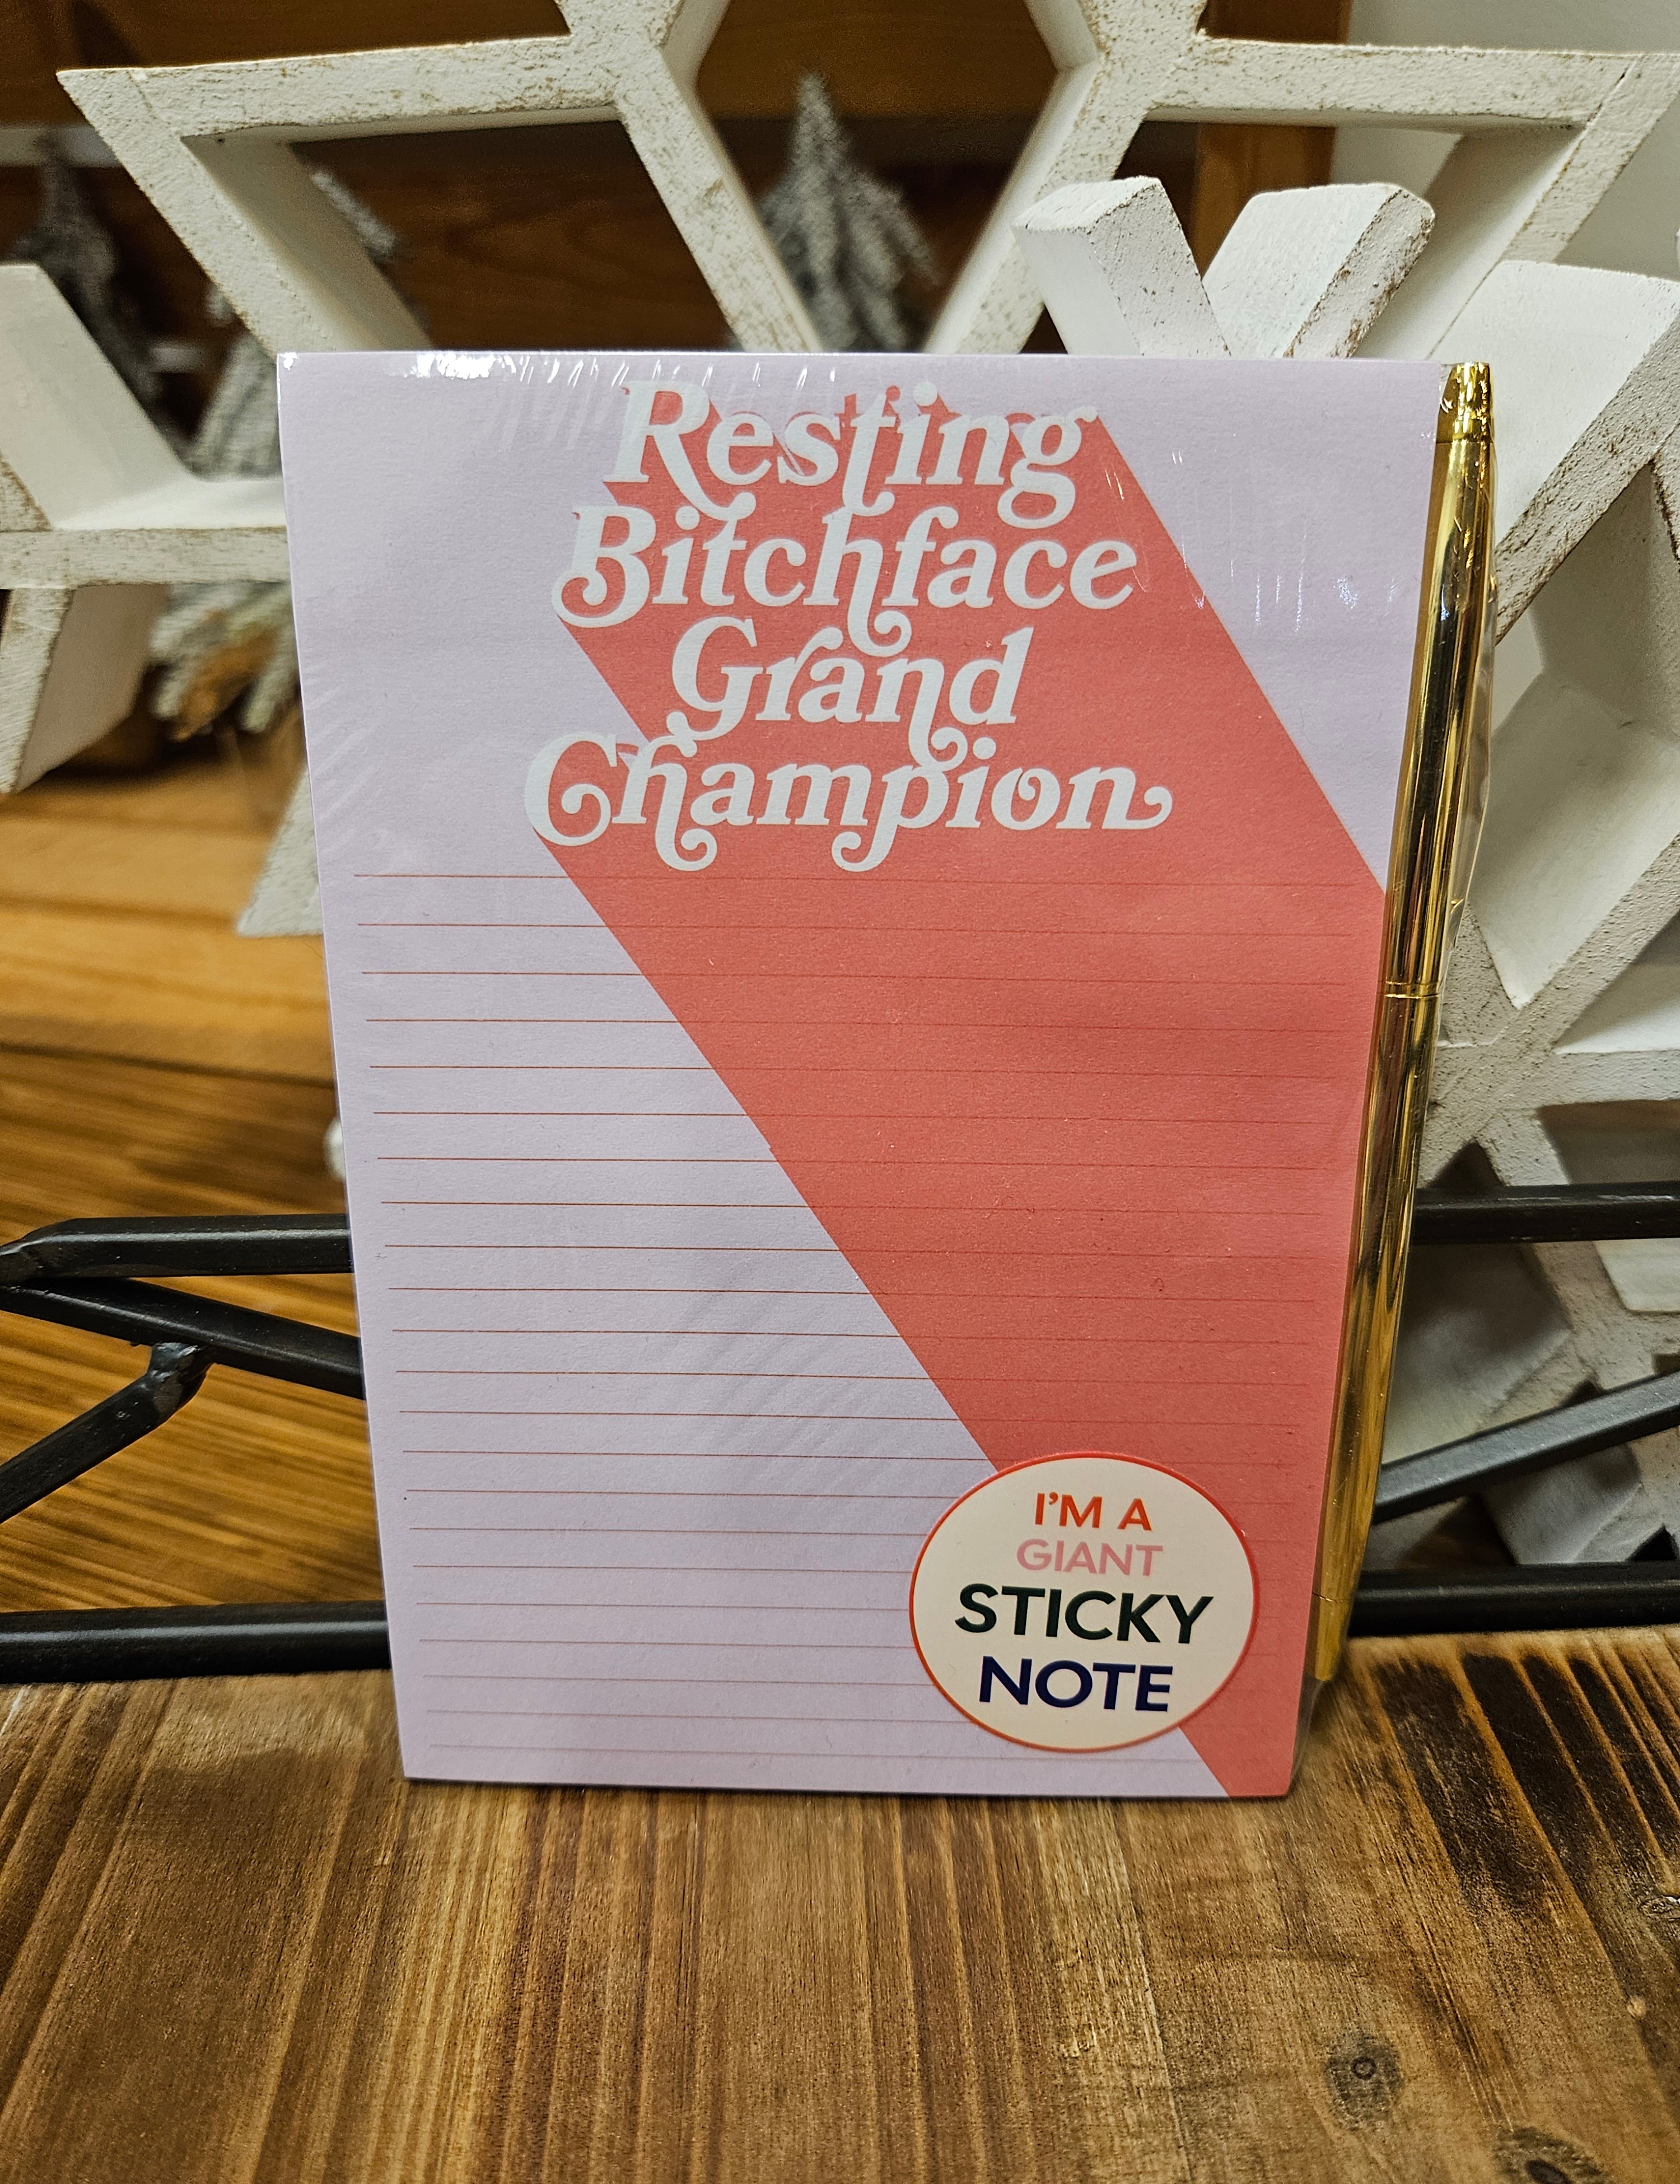 Resting
Bitchface
Grand
Champion
I'M A
GIANT
STICKY
NOTE